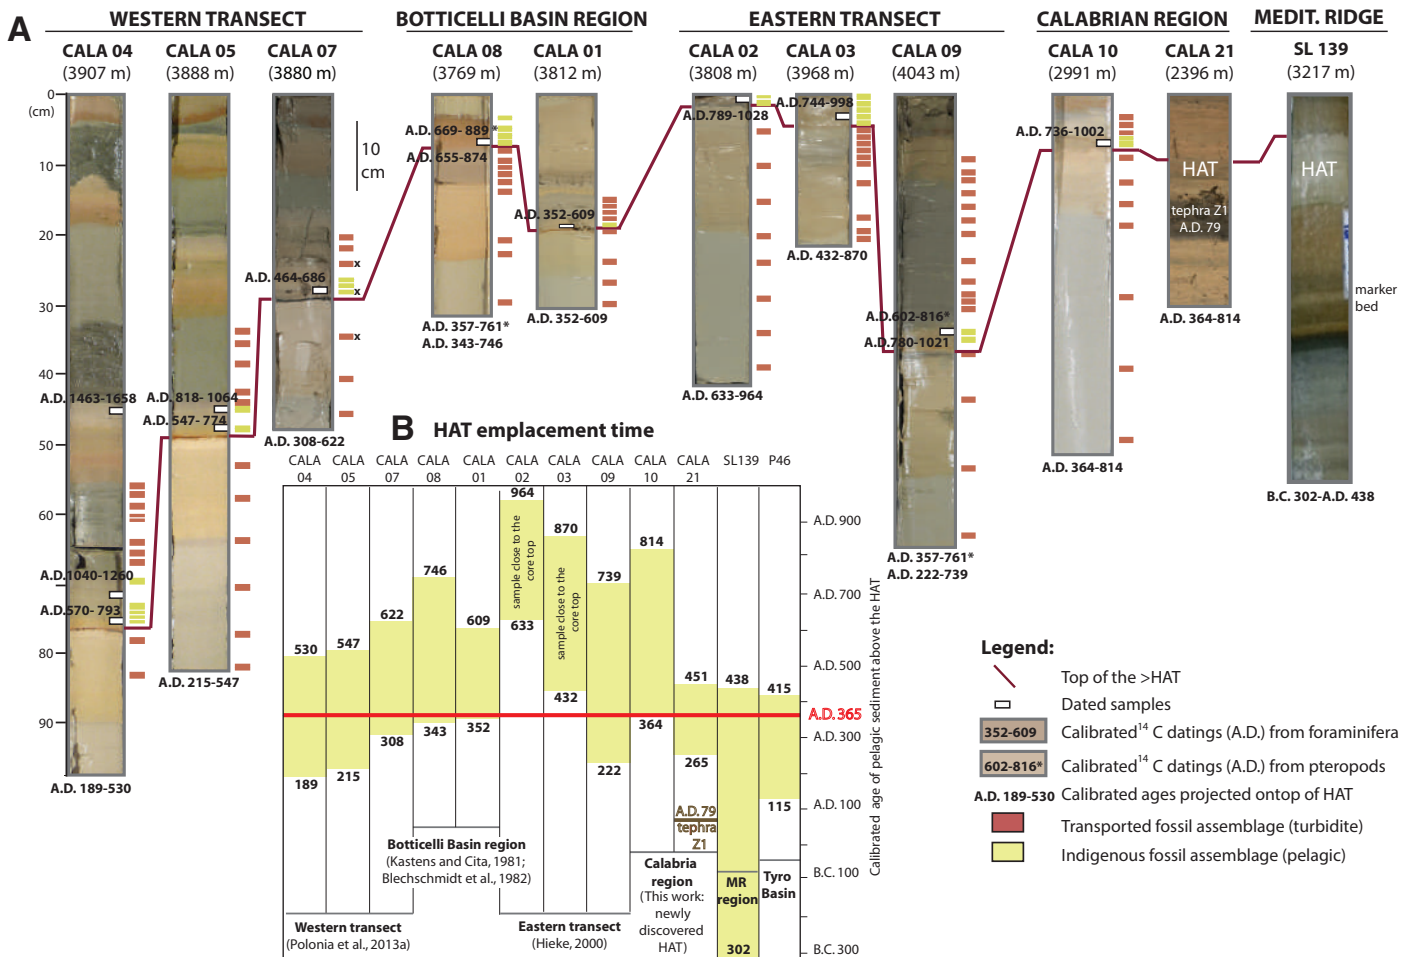 A
WESTERN TRANSECT
BOTTICELLI BASIN REGION
EASTERN TRANSECT
CALABRIAN REGION
MEDIT. RIDGE
CALA 04
CALA 05
CALA 07
CALA 08
CALA 01
CALA 02
CALA 03
CALA 09
CALA 10
CALA 21
SL 139
(3907 m)
(3888 m)
(3880 m)
(3769 m)
(3812 m)
(3808 m)
(3968 m)
(4043 m)
(2991 m)
(2396 m)
(3217 m)
0
(cm)
10
20
30
40
50
60
80
90
10
cm
A.D.1463-1658
A.D.1040-1260
A.D.570- 793
A.D. 189-530
A.D. 818- 1064
A.D. 547- 774
A.D. 215-547
A.D. 464-686
x
x
x
A.D. 308-622
A.D. 669- 889*
A.D. 655-874
A.D. 357-761*
A.D. 343-746
A.D. 352-609
A.D. 352-609
A.D.789-1028
A.D. 633-964
A.D.744-998
A.D. 432-870
A.D.602-816*
A.D.780-1021
A.D. 357-761*
A.D. 222-739
A.D. 736-1002
A.D. 364-814
HAT
tephra Z1
A.D. 79
A.D. 364-814
HAT
marker
bed
B.C. 302-A.D. 438
B HAT emplacement time
CALA 04
CALA 05
CALA 07
CALA 08
CALA 01
CALA 02
CALA 03
CALA 09
CALA 10
CALA 21
SL139
P46
530
189
547
215
622
308
746
343
609
352
964
sample close to the
core top
633
870
sample close to the
core top
432
739
222
814
364
451
265
A.D. 79
tephra
Z1
438
302
415
115
A.D. 900
A.D. 700
A.D. 500
A.D. 365
A.D. 300
A.D. 100
B.C. 100
B.C. 300
Calibrated age of pelagic sediment above the HAT
Western transect
(Polonia et al., 2013a)
Botticelli Basin region
(Kastens and Cita, 1981;
Blechschmidt et al., 1982)
Eastern transect
(Hieke, 2000)
Calabria
region
(This work:
newly
discovered
HAT)
MR
region
Tyro
Basin
Legend:
Top of the >HAT
Dated samples
352-609 Calibrated 14 C datings (A.D.) from foraminifera
602-816* Calibrated 14 C datings (A.D.) from pteropods
A.D. 189-530 Calibrated ages projected ontop of HAT
Transported fossil assemblage (turbidite)
Indigenous fossil assemblage (pelagic)